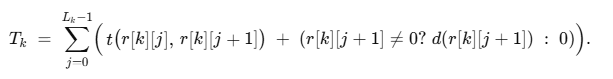 T_k = \sum_{j=0}^{L_k-1} \Big( t(r[k][j], r[k][j+1]) + (r[k][j+1] \neq 0? d(r[k][j+1]) : 0) \Big).